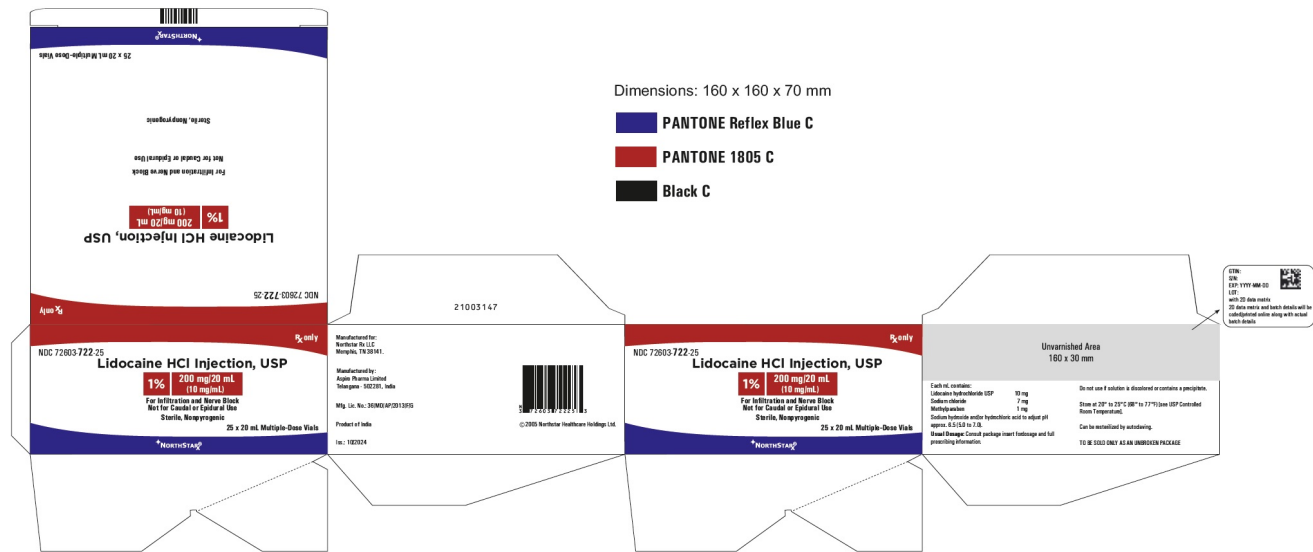 NORTHSTARx
25 x 20 mL Multiple-Dose Vials
Sterile, Nonpyrogenic
Not for Caudal or Epidural Use
For Infiltration and Nerve Block
1% 200 mg/20 mL
(10 mg/mL)
Lidocaine HCl Injection, USP
NDC 72603-722-25
Rx only
Dimensions: 160 x 160 x 70 mm
PANTONE Reflex Blue C
PANTONE 1805 C
Black C
21003147
GTIN:
S/N:
EXP: YYYY-MM-DD
LOT:
with 2D data matrix
2D data matrix and batch details will be
coded/printed online along with actual
batch details
Rx only
NDC 72603-722-25
Lidocaine HCl Injection, USP
1% 200 mg/20 mL
(10 mg/mL)
For Infiltration and Nerve Block
Not for Caudal or Epidural Use
Sterile, Nonpyrogenic
25 x 20 mL Multiple-Dose Vials
NORTHSTARx
Manufactured for:
Northstar Rx LLC
Memphis, TN 38141.
Manufactured by:
Aspiro Pharma Limited
Telangana - 502281, India
Mfg. Lic. No.: 36/MD/AP/2013/F/G
Product of India
Iss.: 102024
©2005 Northstar Healthcare Holdings Ltd.
Rx only
NDC 72603-722-25
Lidocaine HCl Injection, USP
1% 200 mg/20 mL
(10 mg/mL)
For Infiltration and Nerve Block
Not for Caudal or Epidural Use
Sterile, Nonpyrogenic
25 x 20 mL Multiple-Dose Vials
NORTHSTARx
Unvarnished Area
160 x 30 mm
Each mL contains:
Lidocaine hydrochloride USP 10 mg
Sodium chloride 7 mg
Methylparaben 1 mg
Sodium hydroxide and/or hydrochloric acid to adjust pH
approx. 6.5 (5.0 to 7.0).
Usual Dosage: Consult package insert for dosage and full
prescribing information.
Do not use if solution is discolored or contains a precipitate.
Store at 20° to 25°C (68° to 77°F) [see USP Controlled
Room Temperature].
Can be resterilized by autoclaving.
TO BE SOLD ONLY AS AN UNBROKEN PACKAGE